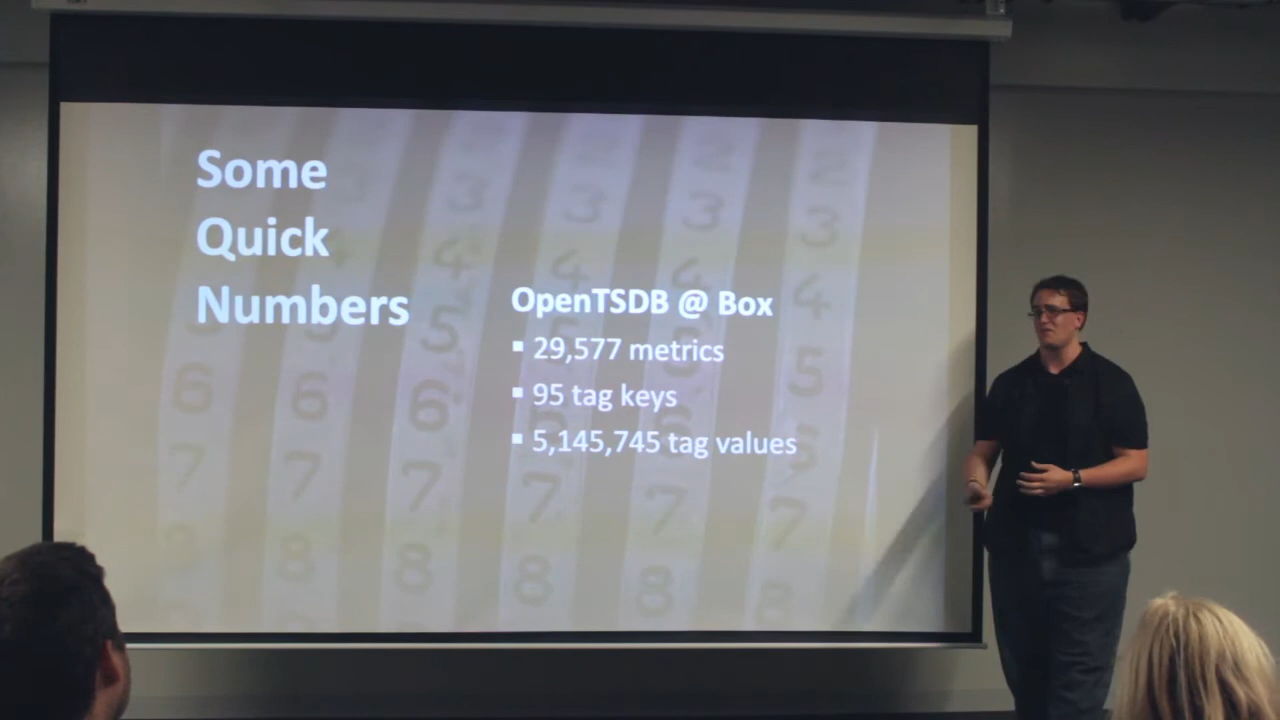 Some
Quick
Numbers
OpenTSDB @ Box
▪ 29,577 metrics
▪ 95 tag keys
▪ 5,145,745 tag values